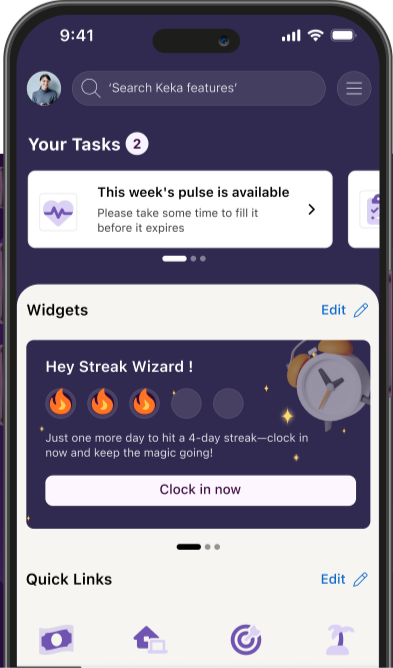 9:41
‘Search Keka features’
Your Tasks 2
This week's pulse is available
Please take some time to fill it
before it expires
Widgets
Edit
Hey Streak Wizard !
Just one more day to hit a 4-day streak—clock in
now and keep the magic going!
Clock in now
Quick Links
Edit